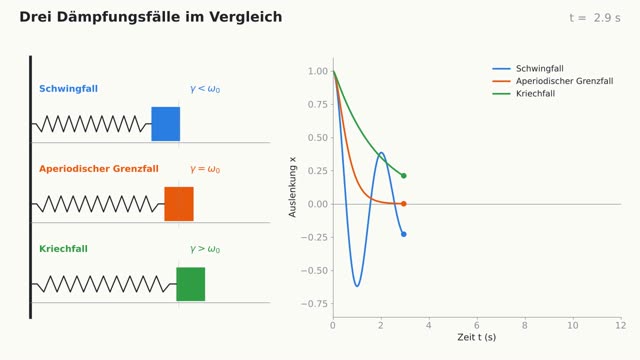 Drei Dämpfungsfälle im Vergleich
t = 2.9 s
Schwingfall γ < ω₀
Aperiodischer Grenzfall γ = ω₀
Kriechfall γ > ω₀
Schwingfall
Aperiodischer Grenzfall
Kriechfall
Auslenkung x
1.00
0.75
0.50
0.25
0.00
−0.25
−0.50
−0.75
0 2 4 6 8 10 12
Zeit t (s)